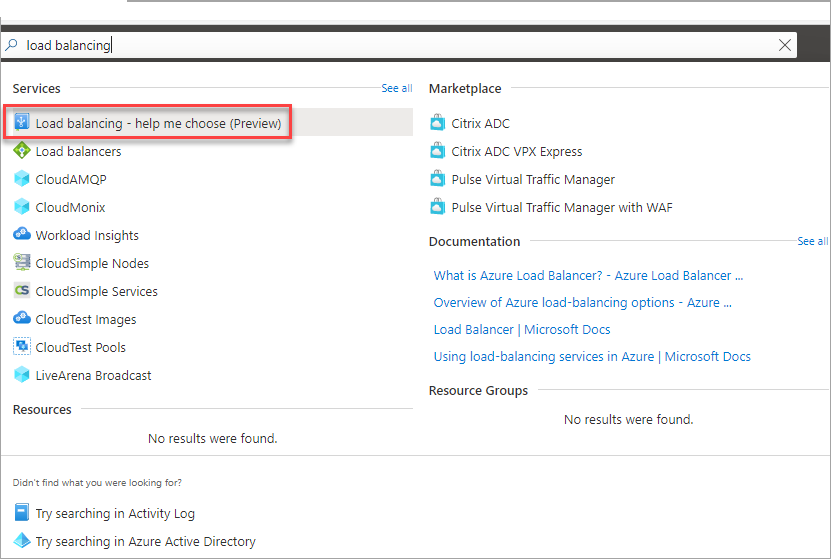 load balancing
Services
See all
Load balancing - help me choose (Preview)
Load balancers
CloudAMQP
CloudMonix
Workload Insights
CloudSimple Nodes
CloudSimple Services
CloudTest Images
CloudTest Pools
LiveArena Broadcast
Resources
No results were found.
Marketplace
Citrix ADC
Citrix ADC VPX Express
Pulse Virtual Traffic Manager
Pulse Virtual Traffic Manager with WAF
Documentation
See all
What is Azure Load Balancer? - Azure Load Balancer ...
Overview of Azure load-balancing options - Azure ...
Load Balancer | Microsoft Docs
Using load-balancing services in Azure | Microsoft Docs
Resource Groups
No results were found.
Didn't find what you were looking for?
Try searching in Activity Log
Try searching in Azure Active Directory